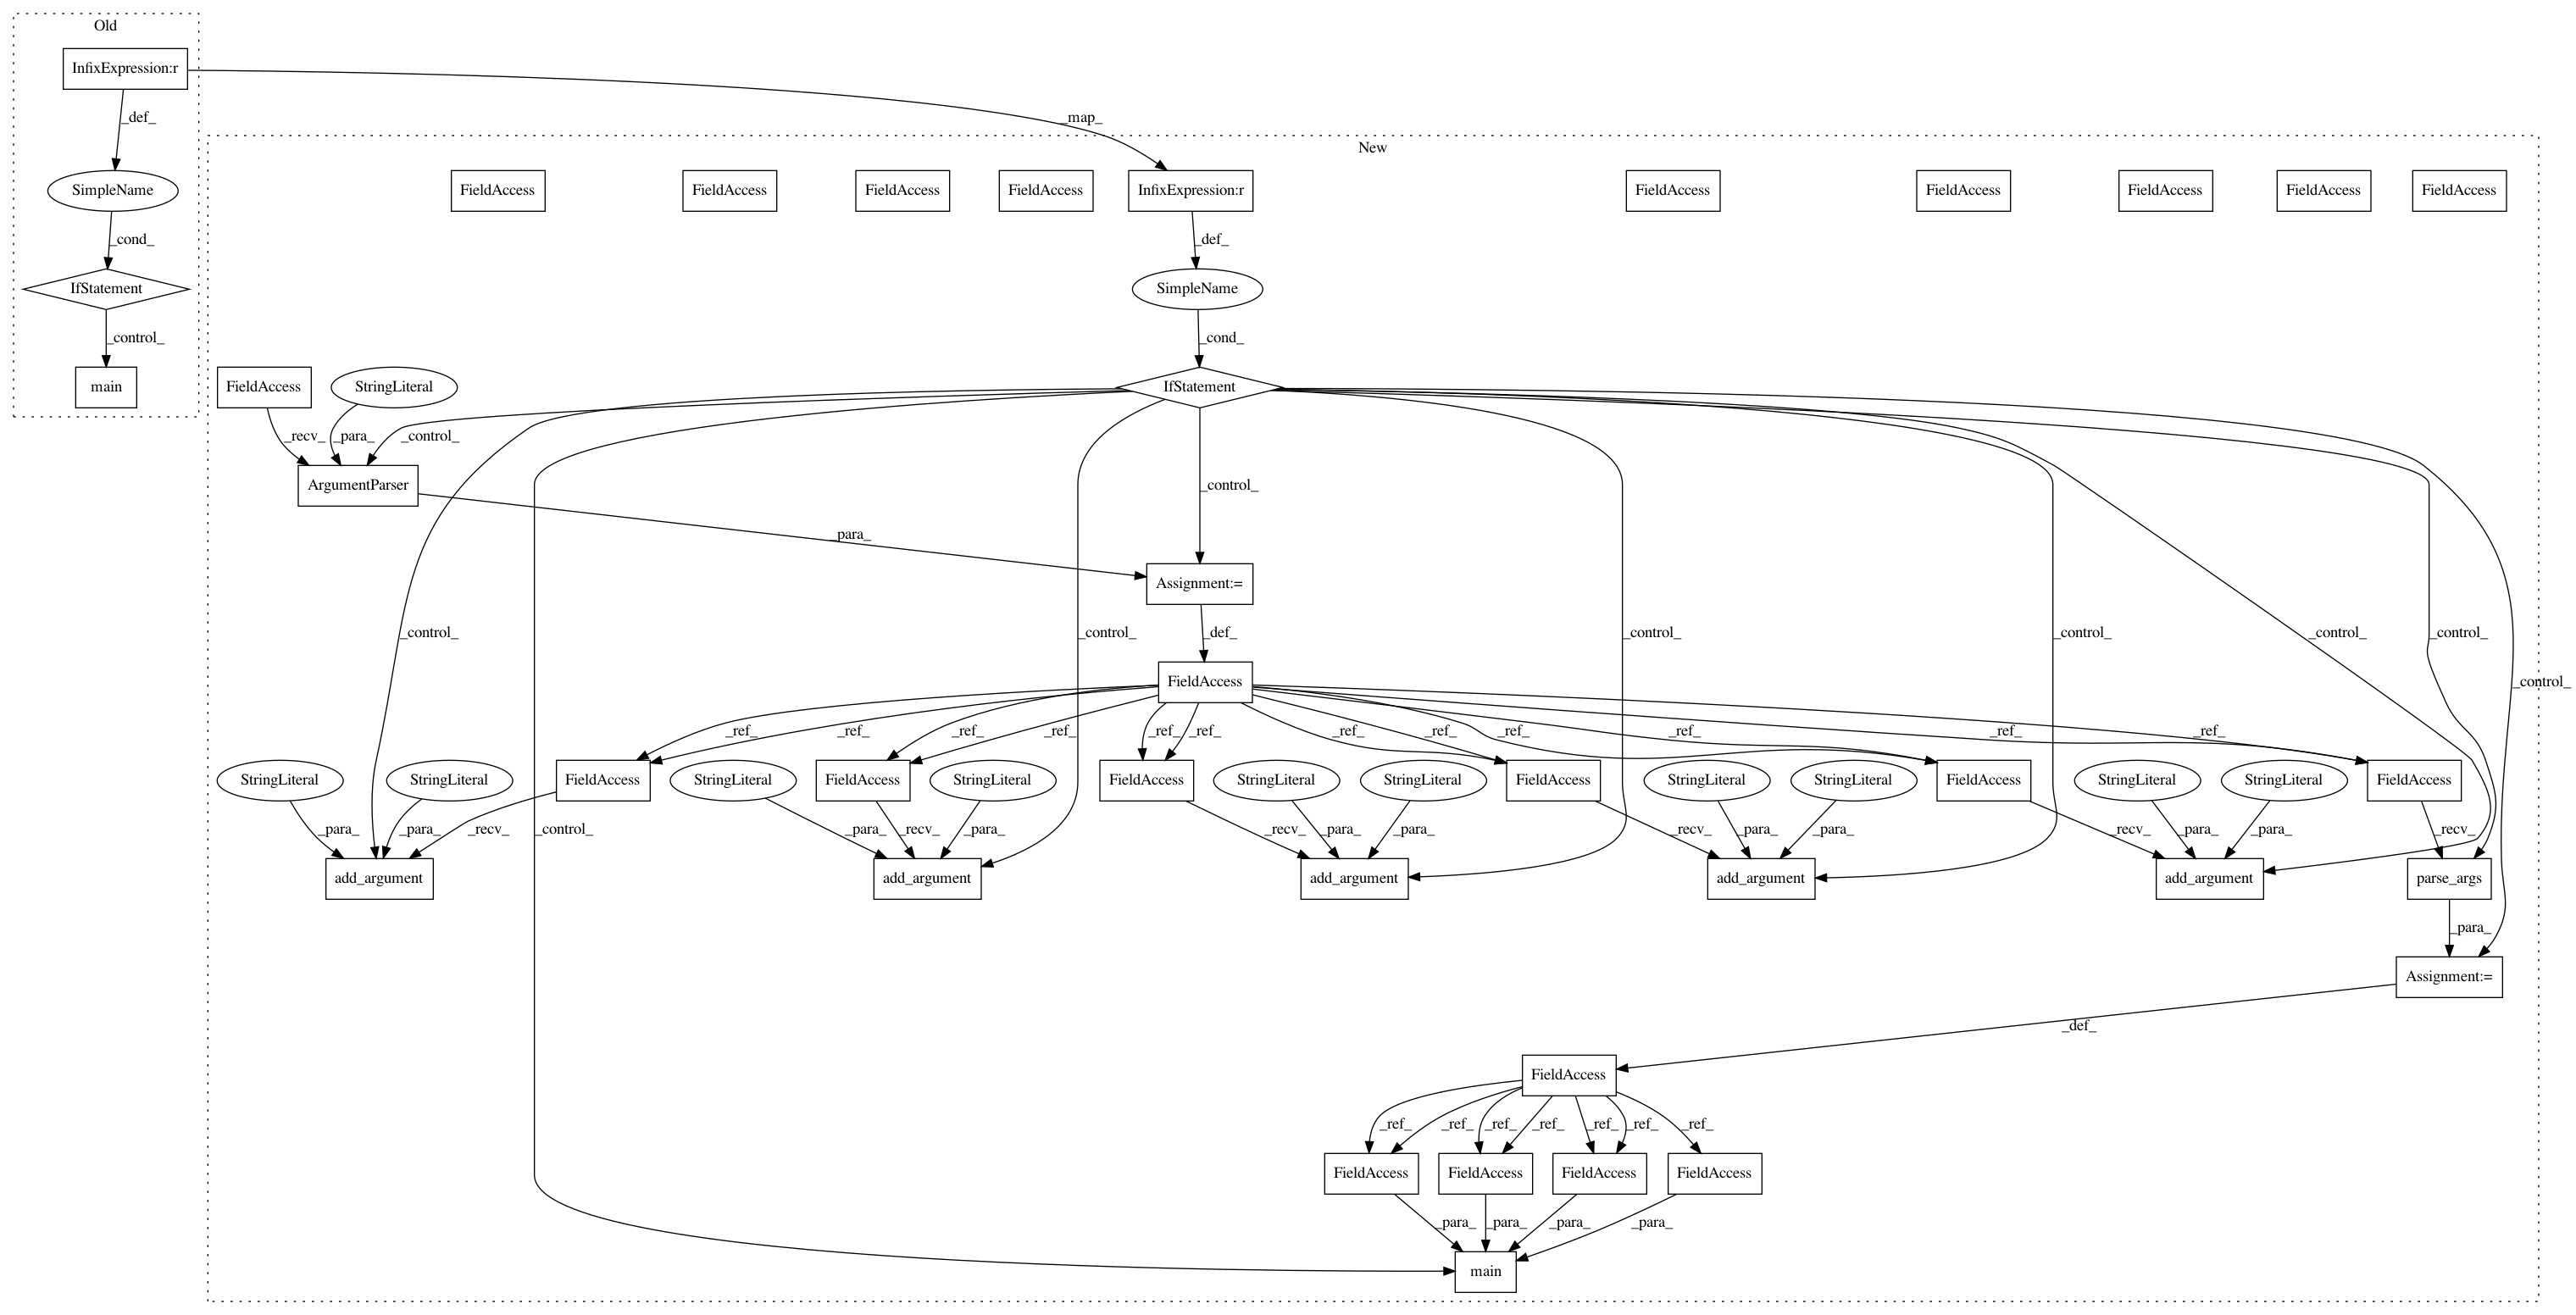 Old
InfixExpression:r
_def_
_map_
New
SimpleName
FieldAccess FieldAccess FieldAccess FieldAccess InfixExpression:r FieldAccess FieldAccess FieldAccess FieldAccess FieldAccess
_cond_
_def_
IfStatement
SimpleName
_control_
_cond_
main
FieldAccess StringLiteral IfStatement
_recv_ _para_ _control_
ArgumentParser
_control_
_para_
Assignment:=
_control_ _def_ _control_ _control_ _control_ _control_ _control_
FieldAccess
_control_
_ref_ _ref_ _ref_ _ref_ _ref_ _ref_ _ref_ _ref_ _ref_ _ref_ _ref_ _ref_
StringLiteral StringLiteral FieldAccess StringLiteral FieldAccess StringLiteral FieldAccess StringLiteral StringLiteral FieldAccess StringLiteral StringLiteral FieldAccess StringLiteral StringLiteral FieldAccess
_para_ _para_ _recv_ _control_ _para_ _recv_ _para_ _recv_ _para_ _para_ _recv_ _para_ _para_ _recv_ _para_ _para_ _recv_
add_argument add_argument add_argument add_argument add_argument parse_args
_para_
Assignment:=
_def_
FieldAccess
_ref_ _ref_ _ref_ _ref_ _ref_ _ref_ _ref_
FieldAccess FieldAccess FieldAccess FieldAccess
_para_ _para_ _para_ _para_
main